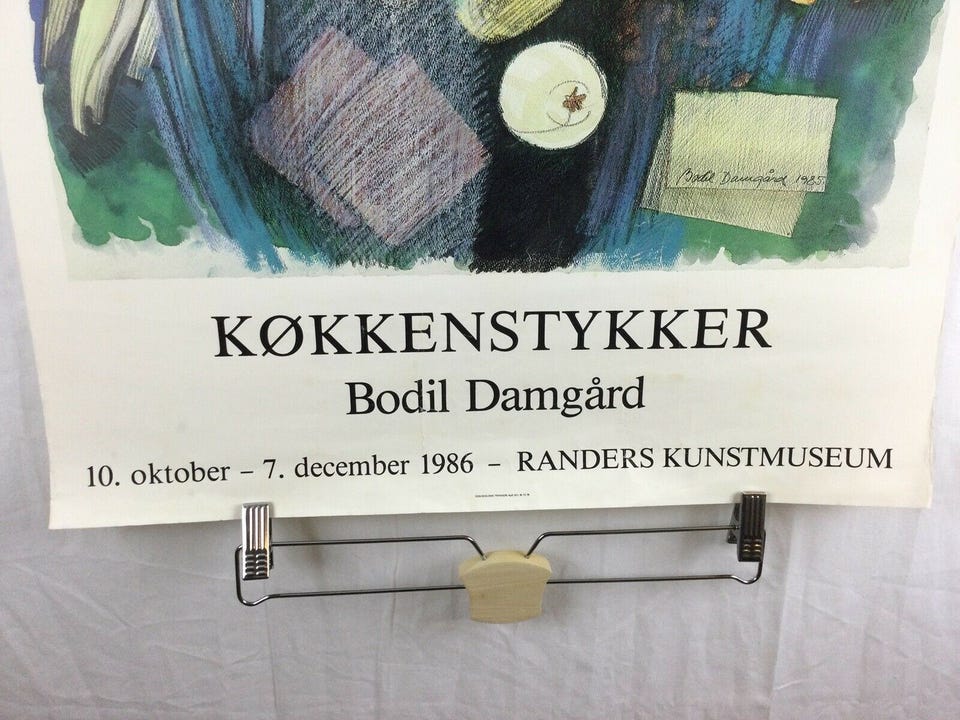 Bodil Damgård 1985
KØKKENSTYKKER
Bodil Damgård
10. oktober – 7. december 1986 – RANDERS KUNSTMUSEUM